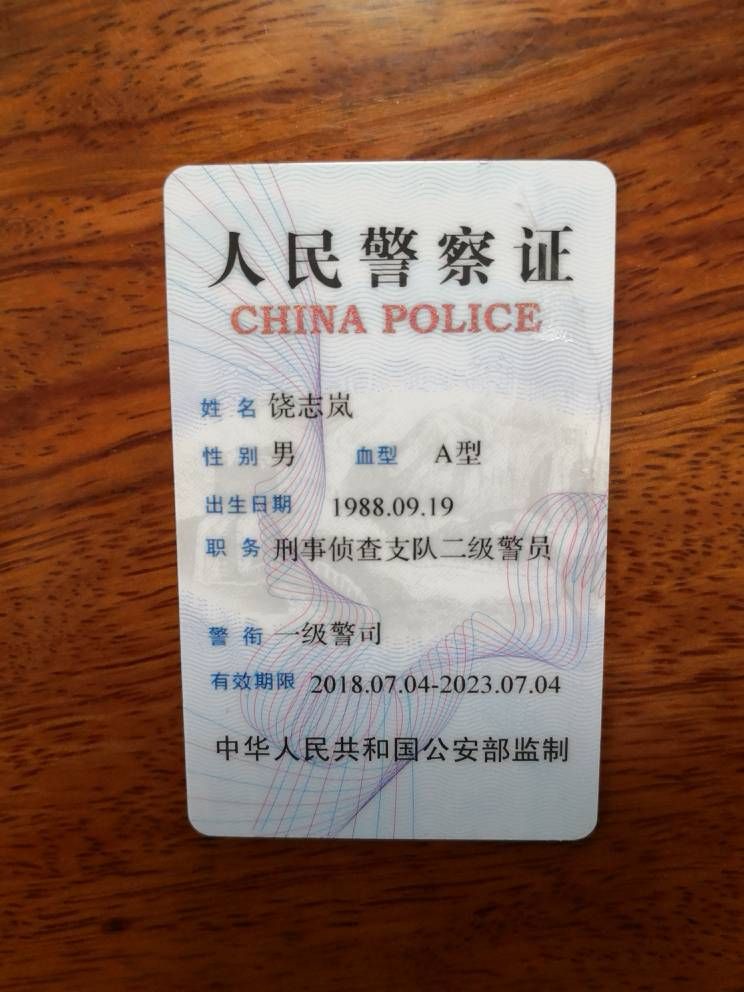 人民警察证
CHINA POLICE
姓名 饶志岚
性别 男 血型 A型
出生日期 1988.09.19
职务 刑事侦查支队二级警员
警衔 一级警司
有效期限 2018.07.04-2023.07.04
中华人民共和国公安部监制